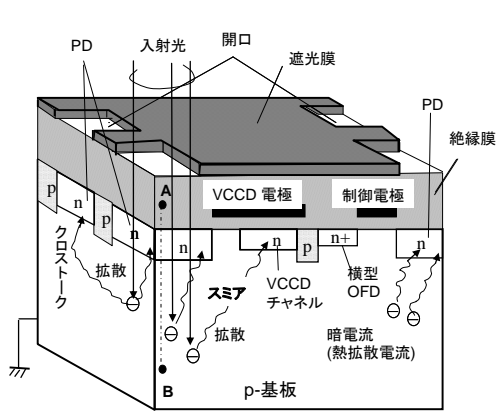 PD
入射光
開口
遮光膜
PD
絶縁膜
A
VCCD 電極
制御電極
p
n
p
n
n
n
p
n+
n
クロストーク
拡散
スミア
VCCD
チャネル
横型
OFD
拡散
暗電流
(熱拡散電流)
B
p-基板